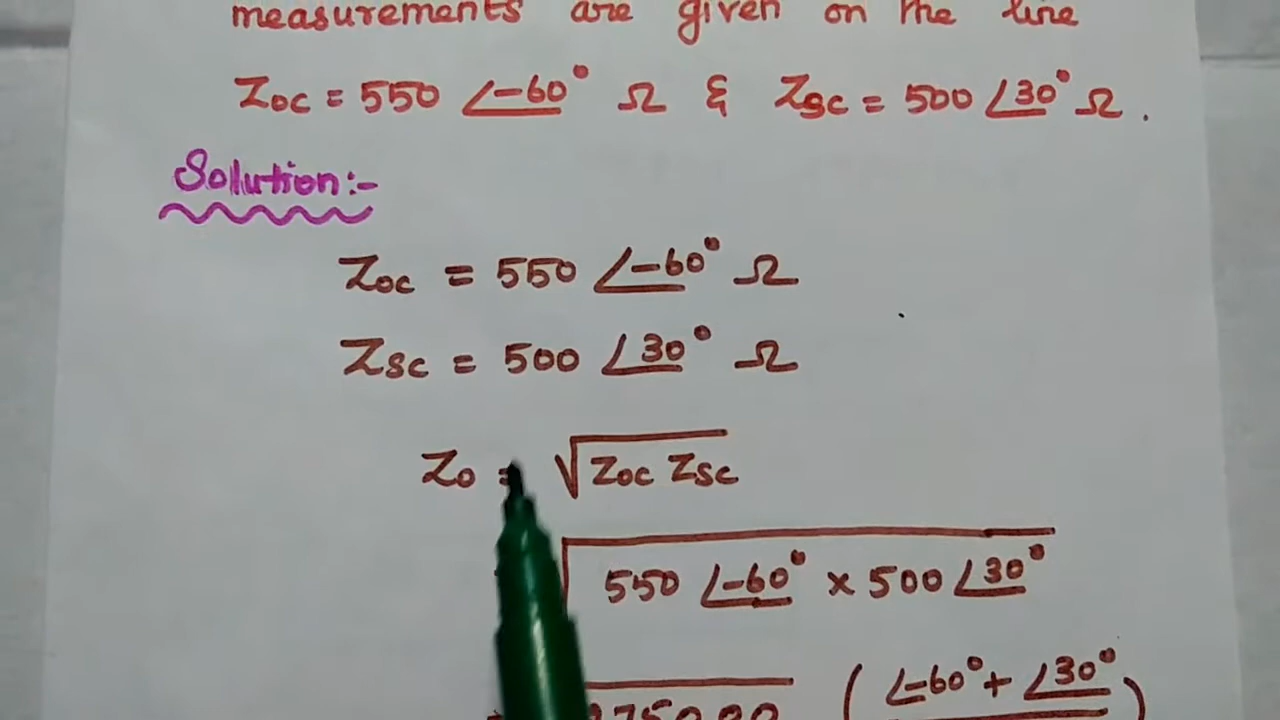 measurements are given on the line
Zoc = 550 ∠-60° Ω & Zsc = 500 ∠30° Ω.
Solution:-
Zoc = 550 ∠-60° Ω
Zsc = 500 ∠30° Ω
Zo = √Zoc Zsc
√550 ∠-60° × 500 ∠30°
(∠-60° + ∠30°)